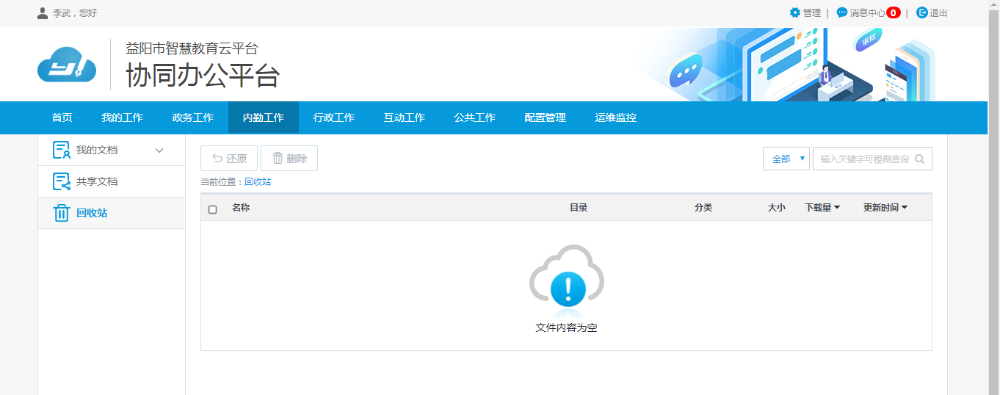 李武，您好
管理 | 消息中心 0 | 退出
益阳市智慧教育云平台
协同办公平台
审批
首页 我的工作 政务工作 内勤工作 行政工作 互动工作 公共工作 配置管理 运维监控
我的文档
共享文档
回收站
还原 删除
全部 输入关键字可模糊查询
当前位置：回收站
名称 目录 分类 大小 下载量 更新时间
文件内容为空